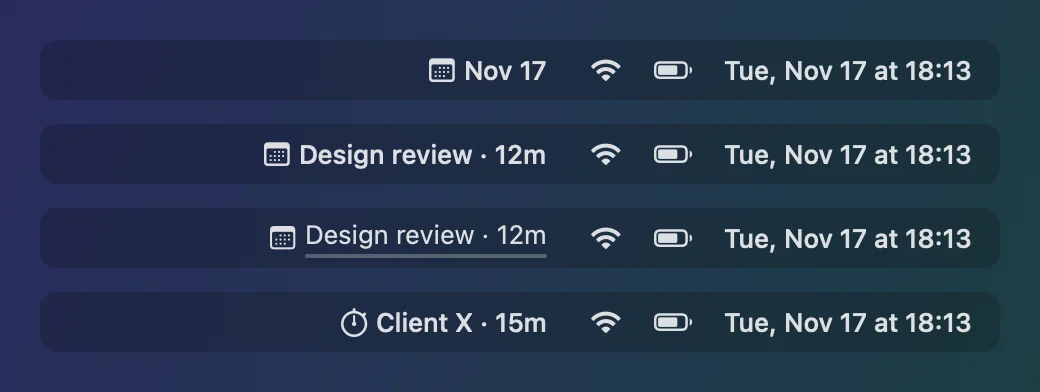 Nov 17 Tue, Nov 17 at 18:13
Design review · 12m Tue, Nov 17 at 18:13
Design review · 12m Tue, Nov 17 at 18:13
Client X · 15m Tue, Nov 17 at 18:13